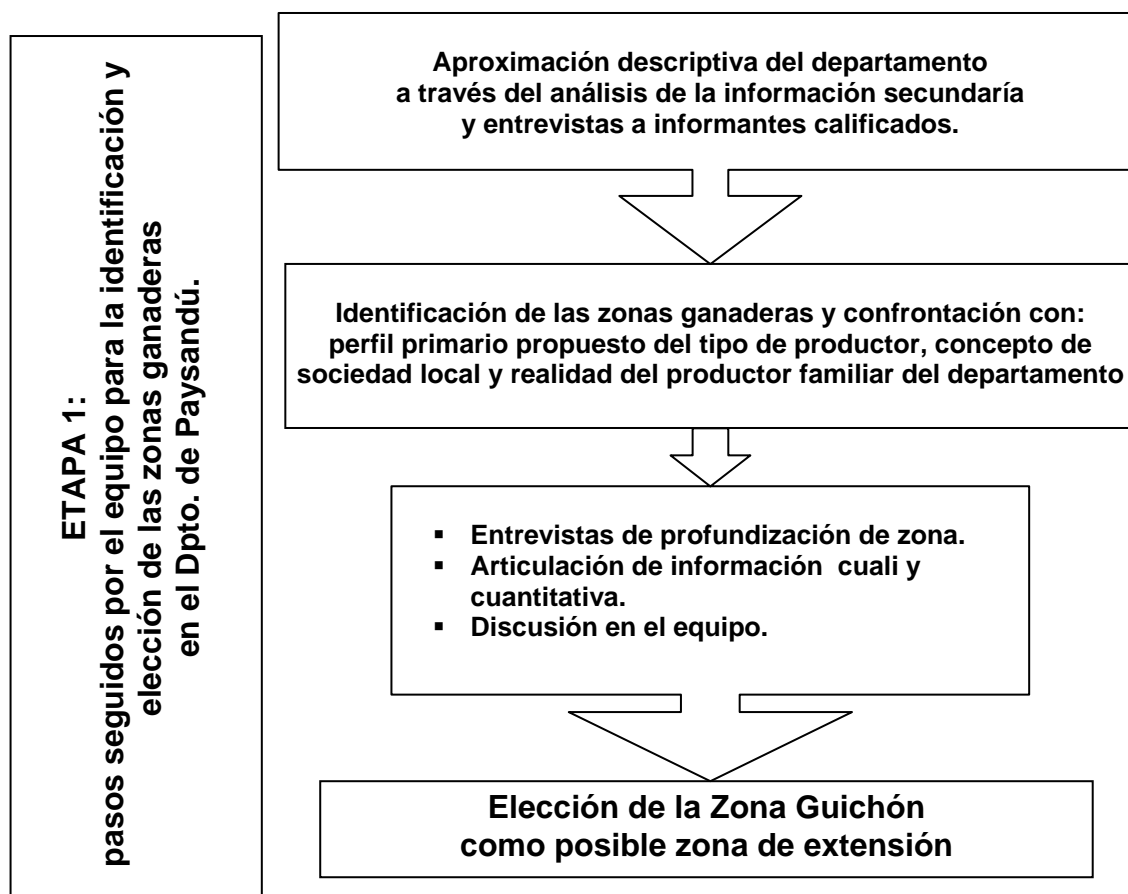 ETAPA 1:
pasos seguidos por el equipo para la identificación y
elección de las zonas ganaderas
en el Dpto. de Paysandú.
Aproximación descriptiva del departamento
a través del análisis de la información secundaría
y entrevistas a informantes calificados.
Identificación de las zonas ganaderas y confrontación con:
perfil primario propuesto del tipo de productor, concepto de
sociedad local y realidad del productor familiar del departamento
▪ Entrevistas de profundización de zona.
▪ Articulación de información cuali y
cuantitativa.
▪ Discusión en el equipo.
Elección de la Zona Guichón
como posible zona de extensión